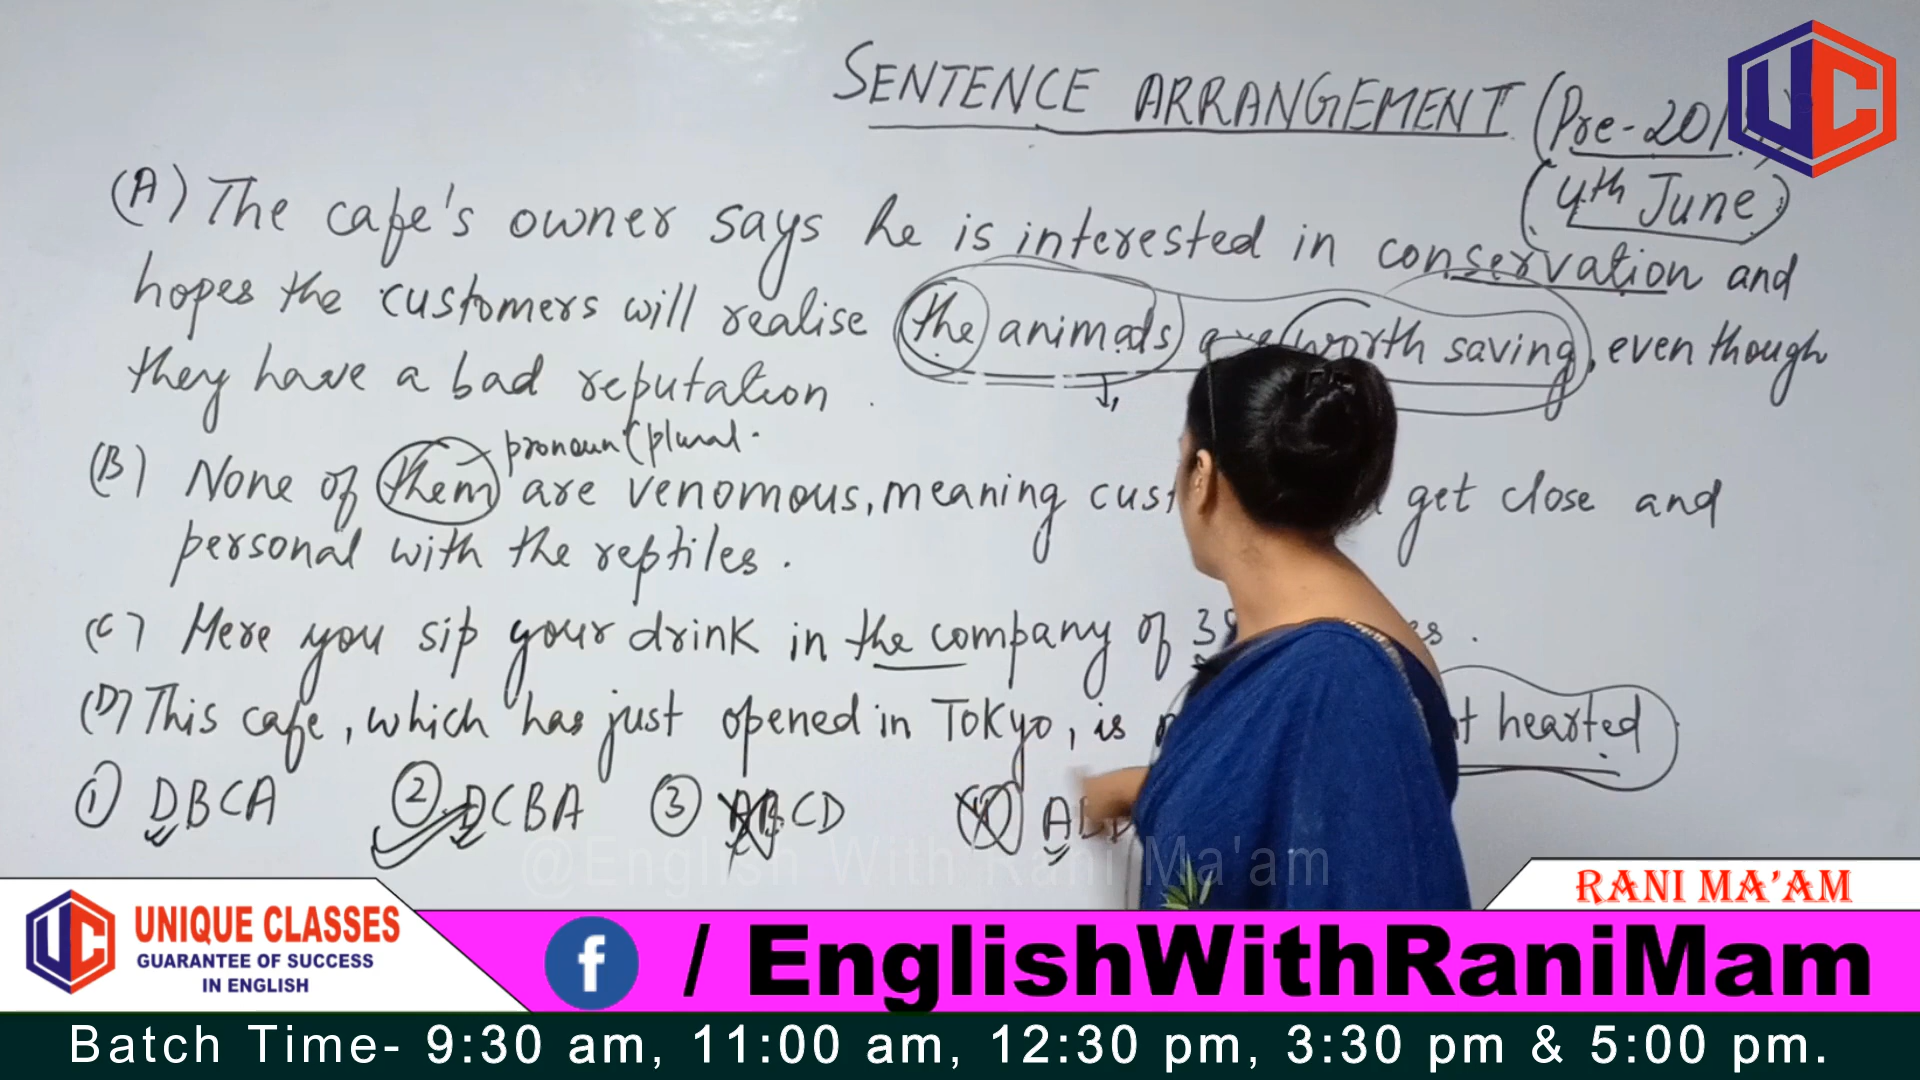 SENTENCE ARRANGEMENT (Pre-201
UC
(4th June)
(A) The cafe's owner says he is interested in conservation and
hopes the customers will realise the animals are worth saving, even though
they have a bad reputation.
pronoun (plural.
(B) None of them are venomous, meaning get close and
personal with the reptiles.
(C) Here you sip your drink in the company of
(D) This cafe, which has just opened in Tokyo, is hearted
① DBCA ② DCBA ③ ABCD
@English With Rani Ma'am
RANI MA'AM
UC UNIQUE CLASSES
GUARANTEE OF SUCCESS
IN ENGLISH
f / EnglishWithRaniMam
Batch Time- 9:30 am, 11:00 am, 12:30 pm, 3:30 pm & 5:00 pm.